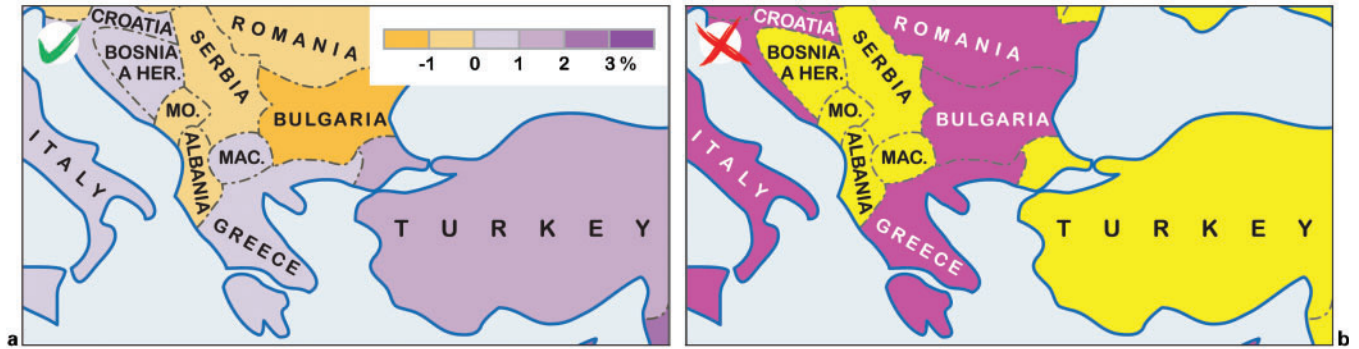 CROATIA
ROMANIA
BOSNIA
A HER.
SERBIA
-1 0 1 2 3 %
MO.
BULGARIA
ITALY
ALBANIA
MAC.
GREECE
TURKEY
a
CROATIA
ROMANIA
BOSNIA
A HER.
SERBIA
MO.
BULGARIA
ITALY
ALBANIA
MAC.
GREECE
TURKEY
b